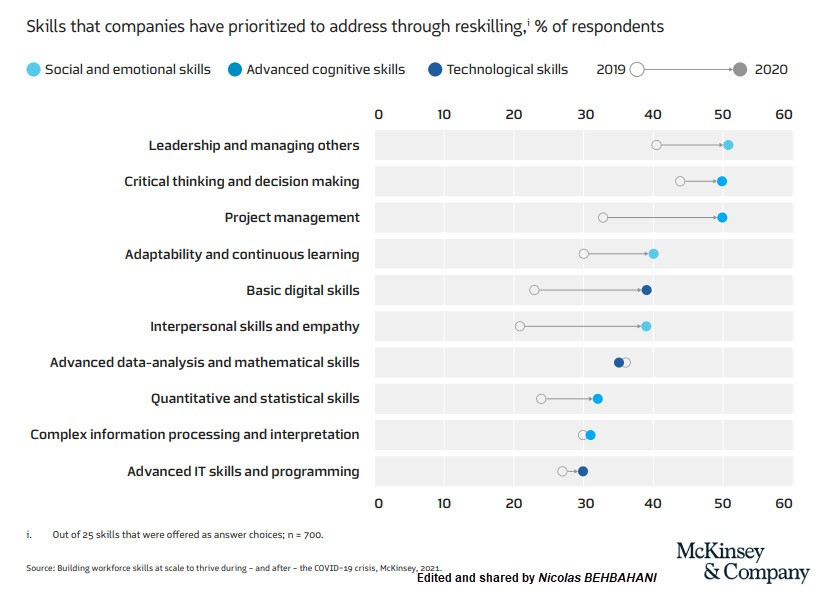 Skills that companies have prioritized to address through reskilling,ⁱ % of respondents
Social and emotional skills Advanced cognitive skills Technological skills 2019 2020
0 10 20 30 40 50 60
Leadership and managing others
Critical thinking and decision making
Project management
Adaptability and continuous learning
Basic digital skills
Interpersonal skills and empathy
Advanced data-analysis and mathematical skills
Quantitative and statistical skills
Complex information processing and interpretation
Advanced IT skills and programming
0 10 20 30 40 50 60
i. Out of 25 skills that were offered as answer choices; n = 700.
Source: Building workforce skills at scale to thrive during – and after – the COVID-19 crisis, McKinsey, 2021.
Edited and shared by Nicolas BEHBAHANI
McKinsey
& Company